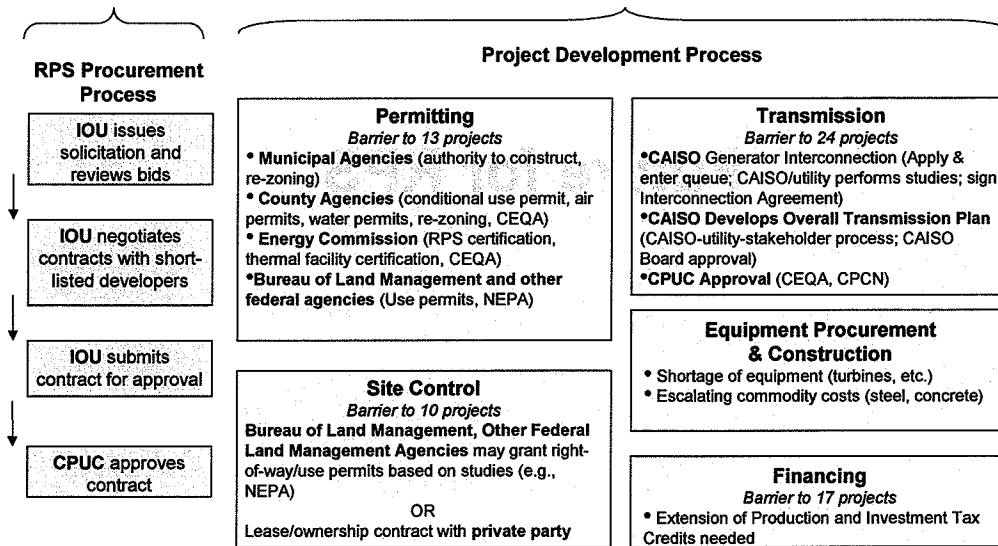 RPS Procurement
Process
IOU issues
solicitation and
reviews bids
IOU negotiates
contracts with short-
listed developers
IOU submits
contract for approval
CPUC approves
contract
Project Development Process
Permitting
Barrier to 13 projects
• Municipal Agencies (authority to construct,
re-zoning)
• County Agencies (conditional use permit, air
permits, water permits, re-zoning, CEQA)
• Energy Commission (RPS certification,
thermal facility certification, CEQA)
•Bureau of Land Management and other
federal agencies (Use permits, NEPA)
Site Control
Barrier to 10 projects
Bureau of Land Management, Other Federal
Land Management Agencies may grant right-
of-way/use permits based on studies (e.g.,
NEPA)
OR
Lease/ownership contract with private party
Transmission
Barrier to 24 projects
•CAISO Generator Interconnection (Apply &
enter queue; CAISO/utility performs studies; sign
Interconnection Agreement)
•CAISO Develops Overall Transmission Plan
(CAISO-utility-stakeholder process; CAISO
Board approval)
•CPUC Approval (CEQA, CPCN)
Equipment Procurement
& Construction
• Shortage of equipment (turbines, etc.)
• Escalating commodity costs (steel, concrete)
Financing
Barrier to 17 projects
• Extension of Production and Investment Tax
Credits needed